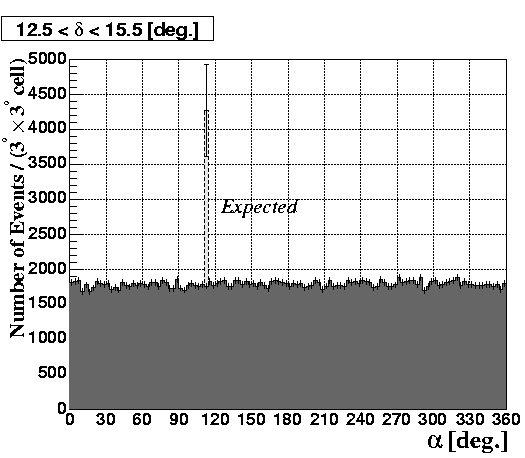 12.5 < δ < 15.5 [deg.]
Number of Events / (3° × 3° cell)
5000
4500
4000
3500
3000
2500
2000
1500
1000
500
0
Expected
0 30 60 90 120 150 180 210 240 270 300 330 360
α [deg.]